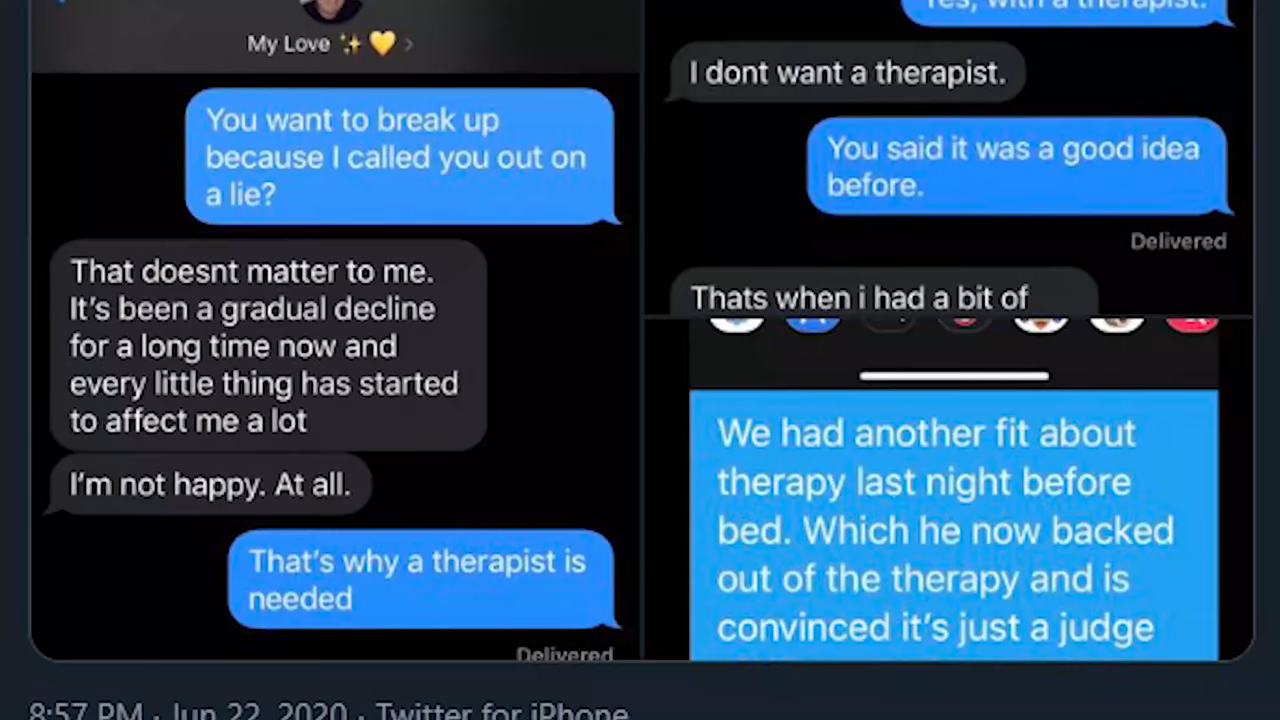 My Love ✨💛 >
You want to break up
because I called you out on
a lie?
That doesnt matter to me.
It’s been a gradual decline
for a long time now and
every little thing has started
to affect me a lot
I’m not happy. At all.
That’s why a therapist is
needed
Delivered
Yes, with a therapist.
I dont want a therapist.
You said it was a good idea
before.
Delivered
Thats when i had a bit of
We had another fit about
therapy last night before
bed. Which he now backed
out of the therapy and is
convinced it’s just a judge
8:57 PM · Jun 22, 2020 · Twitter for iPhone